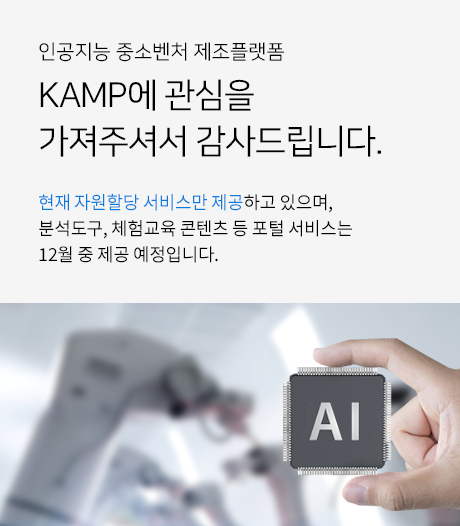 인공지능 중소벤처 제조플랫폼
KAMP에 관심을
가져주셔서 감사드립니다.
현재 자원할당 서비스만 제공하고 있으며,
분석도구, 체험교육 콘텐츠 등 포털 서비스는
12월 중 제공 예정입니다.
AI